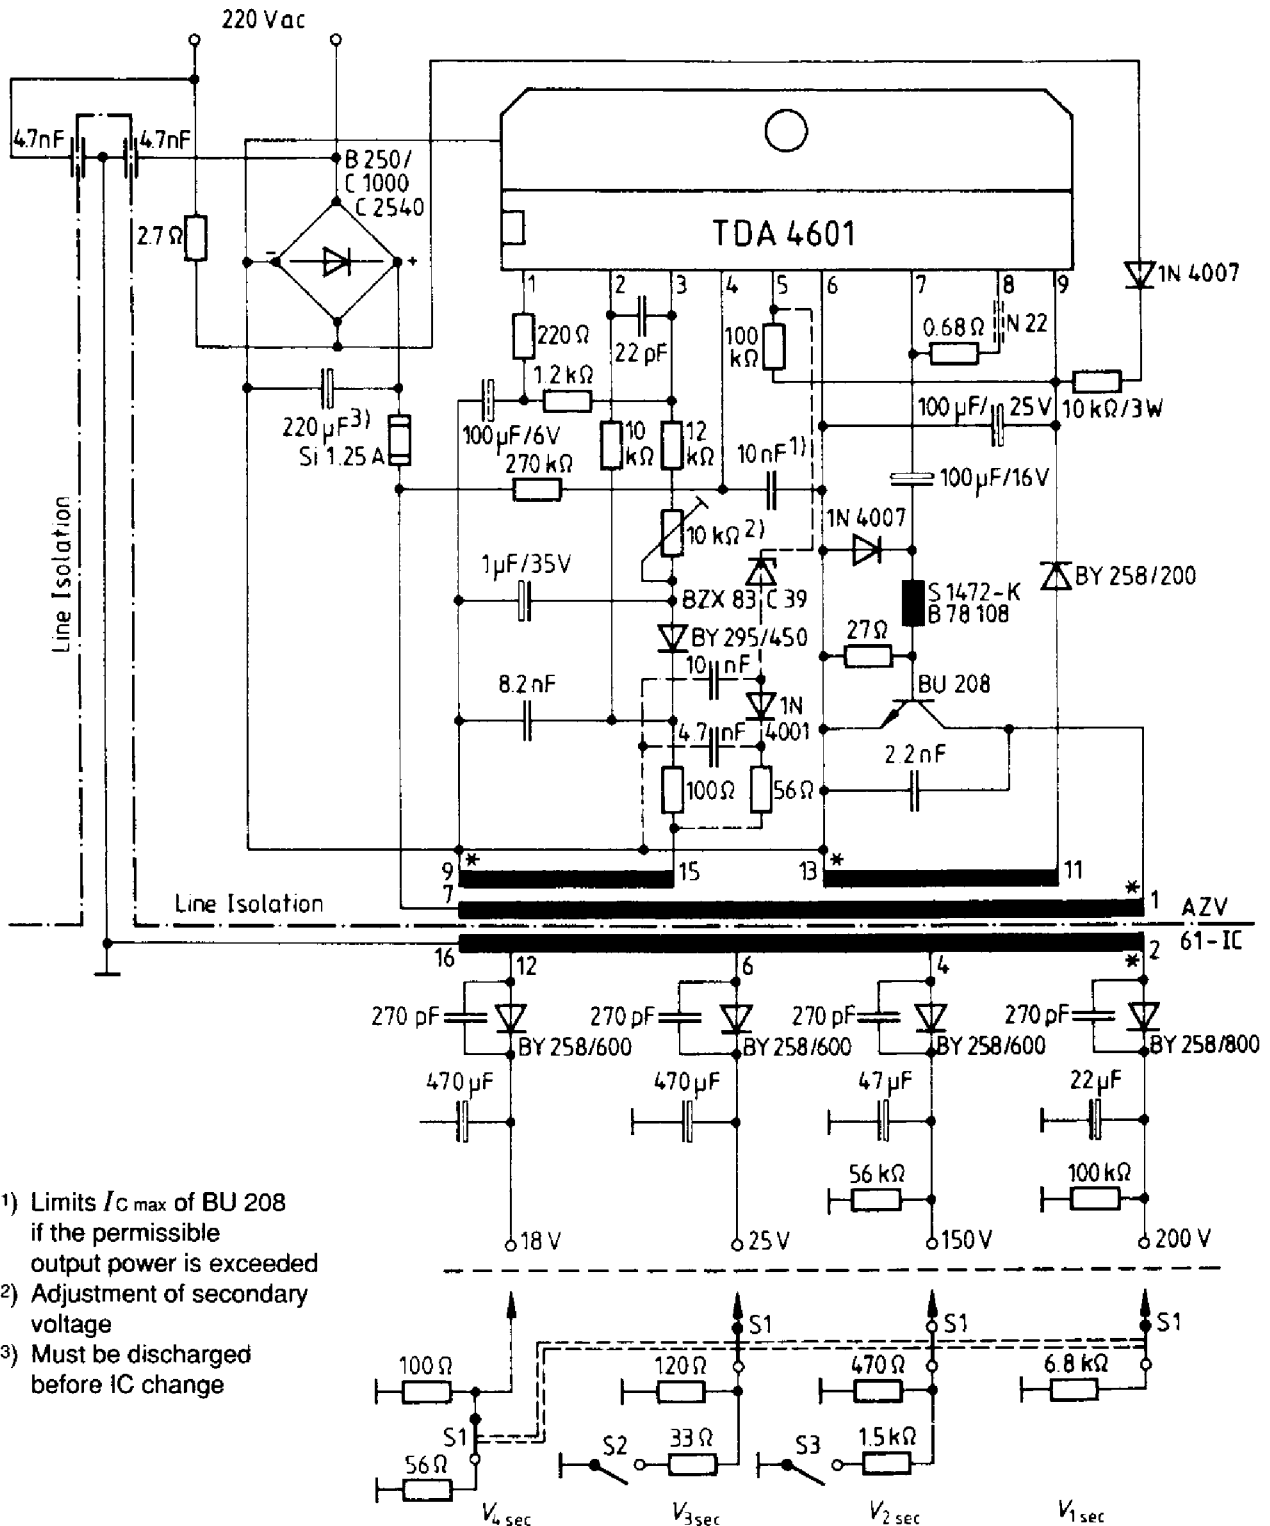 220 Vac
4.7nF
4.7nF
B 250/
C 1000
C 2540
2.7 Ω
-
+
TDA 4601
1
2
3
4
5
6
7
8
9
1N 4007
220 Ω
22 pF
100
kΩ
0.68 Ω
N 22
1.2 kΩ
220 µF 3)
Si 1.25 A
100 µF/6V
10
kΩ
12
kΩ
100 µF/ 25 V
10 kΩ/3W
270 kΩ
10 nF 1)
100 µF/16V
10 kΩ 2)
1N 4007
Line Isolation
1 µF/35V
BZX 83 C 39
S 1472-K
B 78 108
BY 258/200
BY 295/450
27 Ω
8.2 nF
10 nF
BU 208
1N
4001
4.7 nF
2.2 nF
100 Ω
56 Ω
9
*
15
13
*
11
7
*
1
AZV
Line Isolation
61-IC
16
12
6
4
*
2
270 pF
270 pF
270 pF
270 pF
BY 258/600
BY 258/600
BY 258/600
BY 258/800
470 µF
470 µF
47 µF
22 µF
56 kΩ
100 kΩ
18 V
25 V
150 V
200 V
1) Limits IC max of BU 208
if the permissible
output power is exceeded
2) Adjustment of secondary
voltage
3) Must be discharged
before IC change
S1
S1
S1
100 Ω
120 Ω
470 Ω
6.8 kΩ
S1
S2
33 Ω
S3
1.5 kΩ
56 Ω
V4 sec
V3sec
V2 sec
V1 sec